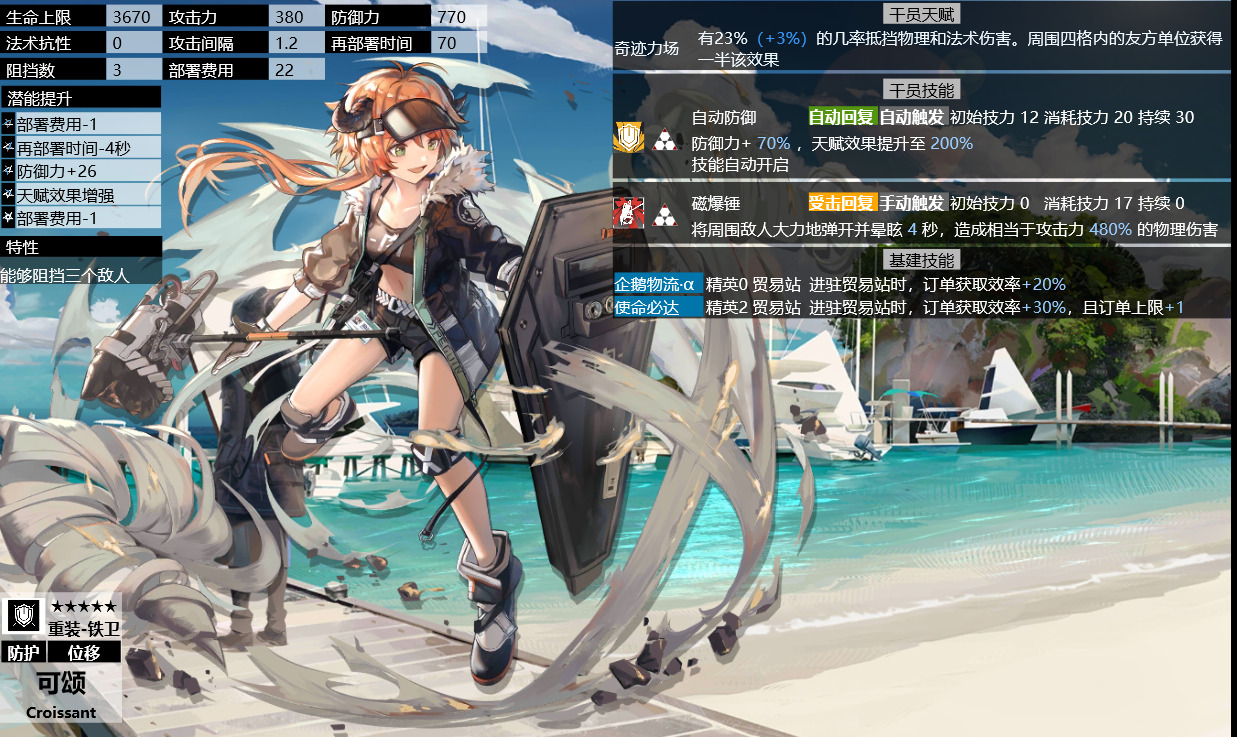 生命上限 3670 攻击力 380 防御力 770
法术抗性 0 攻击间隔 1.2 再部署时间 70
阻挡数 3 部署费用 22
潜能提升
部署费用-1
再部署时间-4秒
防御力+26
天赋效果增强
部署费用-1
特性
能够阻挡三个敌人
干员天赋
奇迹力场
有23%（+3%）的几率抵挡物理和法术伤害。周围四格内的友方单位获得
一半该效果
干员技能
自动防御 自动回复 自动触发 初始技力 12 消耗技力 20 持续 30
防御力+ 70% ，天赋效果提升至 200%
技能自动开启
磁爆锤 受击回复 手动触发 初始技力 0 消耗技力 17 持续 0
将周围敌人大力地弹开并晕眩 4 秒，造成相当于攻击力 480% 的物理伤害
基建技能
企鹅物流·α 精英0 贸易站 进驻贸易站时，订单获取效率+20%
使命必达 精英2 贸易站 进驻贸易站时，订单获取效率+30%，且订单上限+1
★★★★★
重装-铁卫
防护 位移
可颂
Croissant